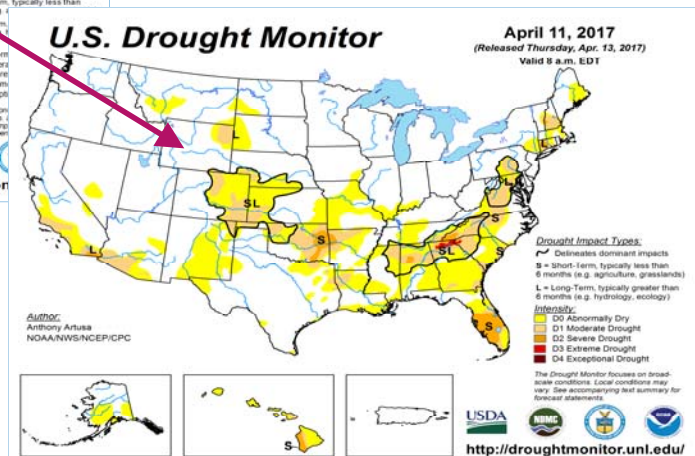 m, typically less than
U.S. Drought Monitor
April 11, 2017
(Released Thursday, Apr. 13, 2017)
Valid 8 a.m. EDT
L
SL
S
L
L
S
S
SL
S
L
S
S
Drought Impact Types:
Delineates dominant impacts
S = Short-Term, typically less than
6 months (e.g. agriculture, grasslands)
L = Long-Term, typically greater than
6 months (e.g. hydrology, ecology)
Intensity:
D0 Abnormally Dry
D1 Moderate Drought
D2 Severe Drought
D3 Extreme Drought
D4 Exceptional Drought
Author:
Anthony Artusa
NOAA/NWS/NCEP/CPC
The Drought Monitor focuses on broad-
scale conditions. Local conditions may
vary. See accompanying text summary for
forecast statements.
USDA
NDMC
NOAA
http://droughtmonitor.unl.edu/